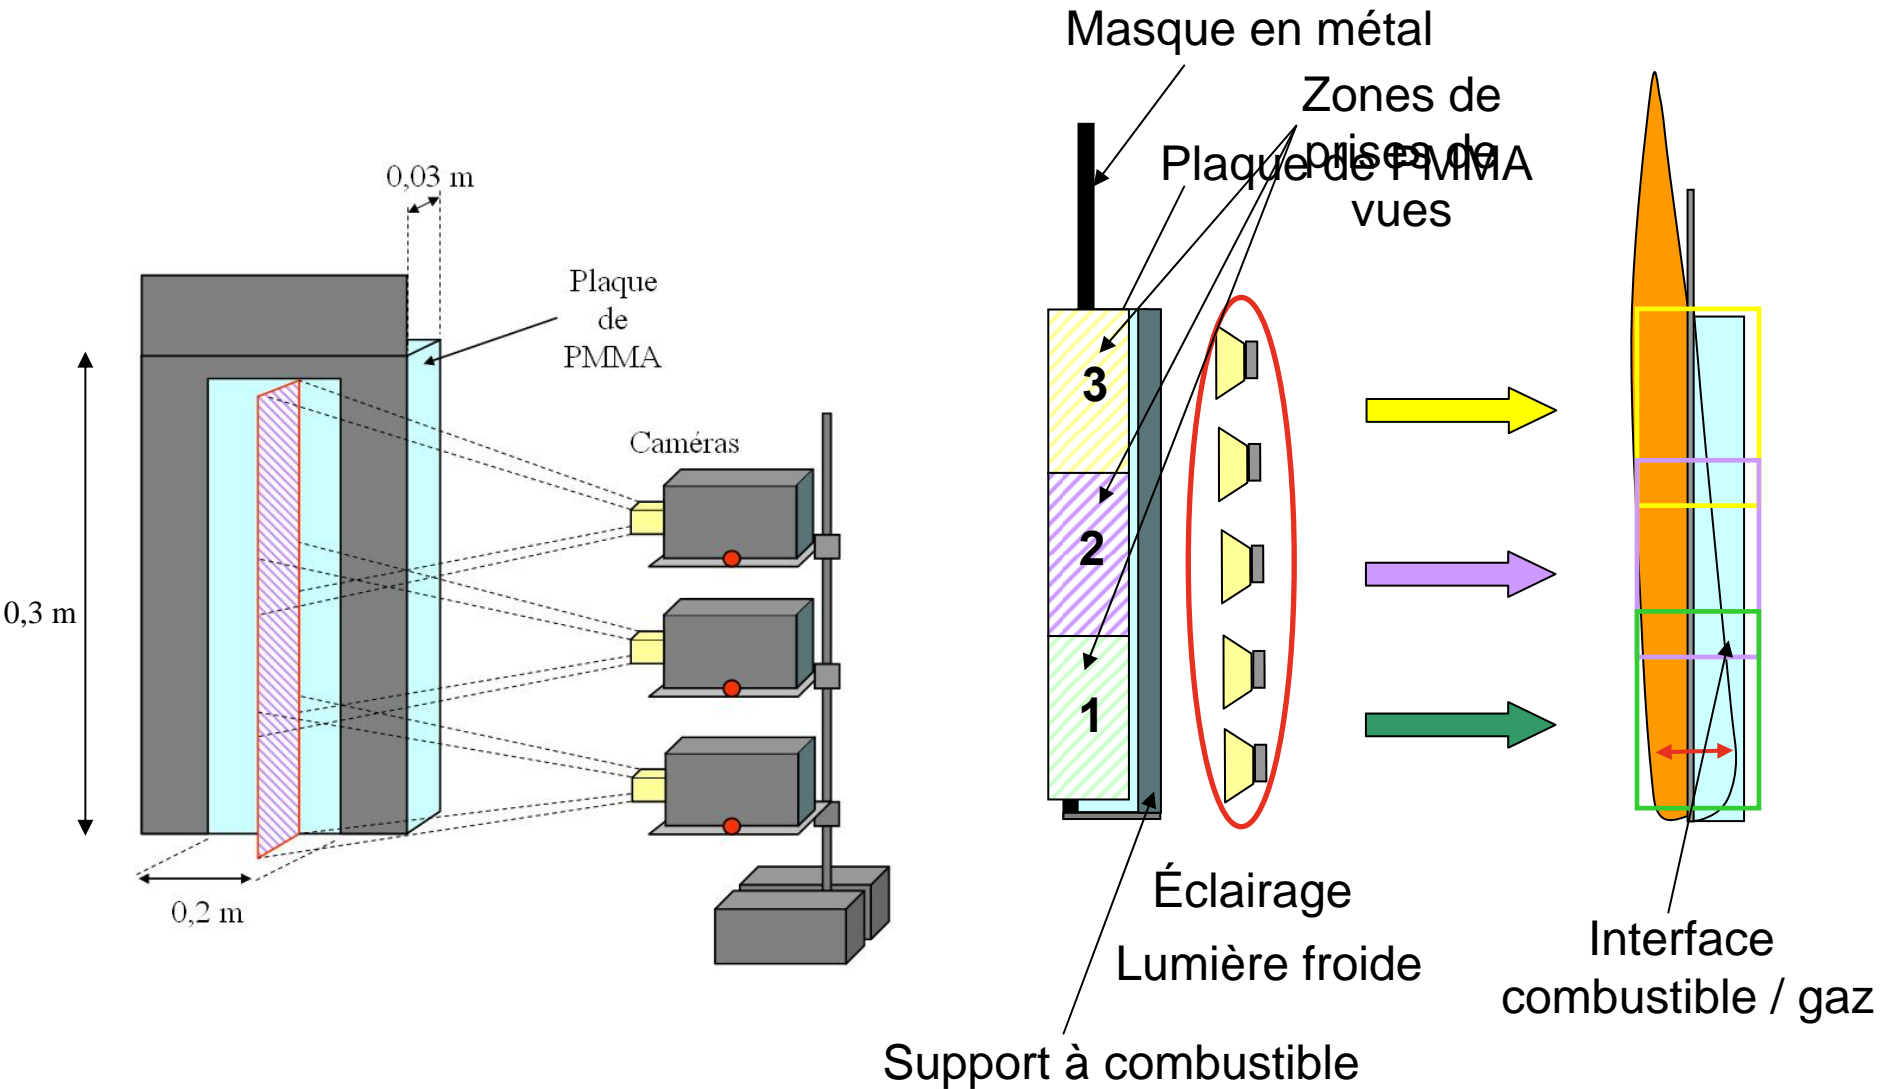 0,03 m
Plaque
de
PMMA
Caméras
0,3 m
0,2 m
Masque en métal
Zones de
prises de
vues
Plaque de PMMA
3
2
1
Éclairage
Lumière froide
Support à combustible
Interface
combustible / gaz